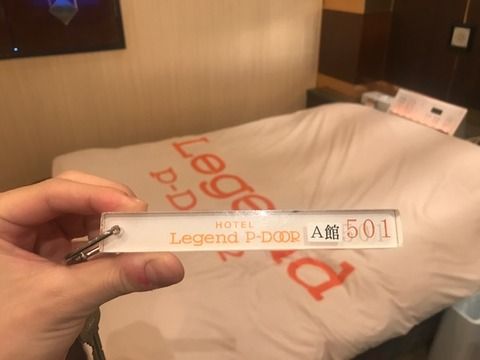 HOTEL
Legend P-DOOR A館 501
Legend
P-D